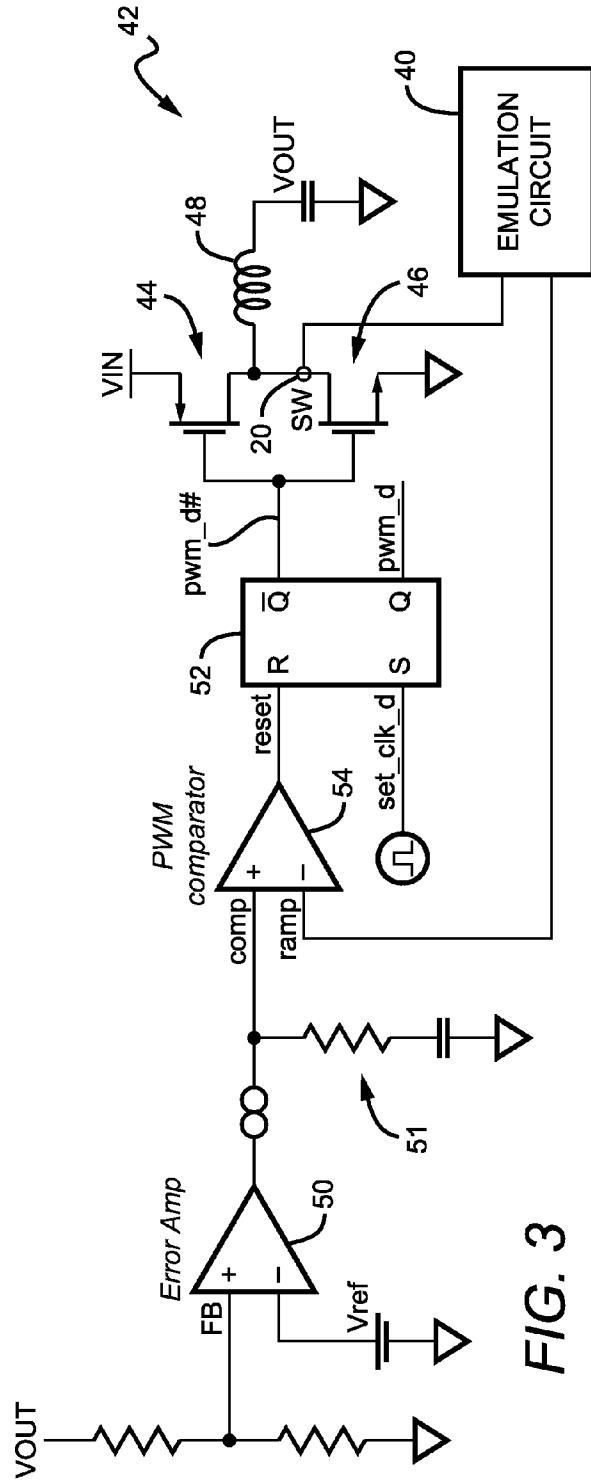 42
VOUT
FB
Error Amp
+
−
50
Vref
51
comp
ramp
PWM
comparator
+
−
54
reset
set_clk_d
52
R
S
Q̅
Q
pwm_d#
pwm_d
VIN
44
20
SW
46
48
VOUT
40
EMULATION
CIRCUIT
FIG. 3